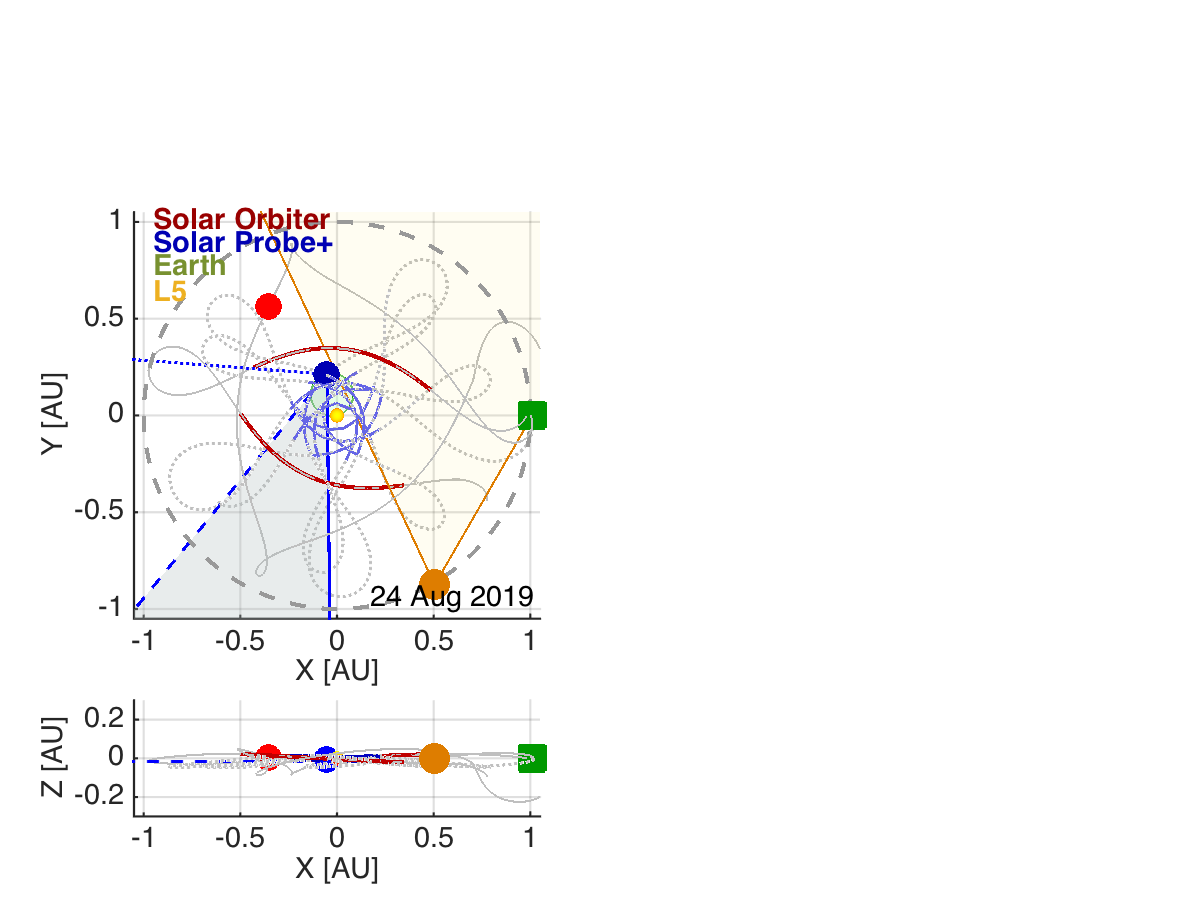 Solar Orbiter
Solar Probe+
Earth
L5
1
0.5
0
-0.5
-1
Y [AU]
24 Aug 2019
-1 -0.5 0 0.5 1
X [AU]
0.2
0
-0.2
Z [AU]
-1 -0.5 0 0.5 1
X [AU]